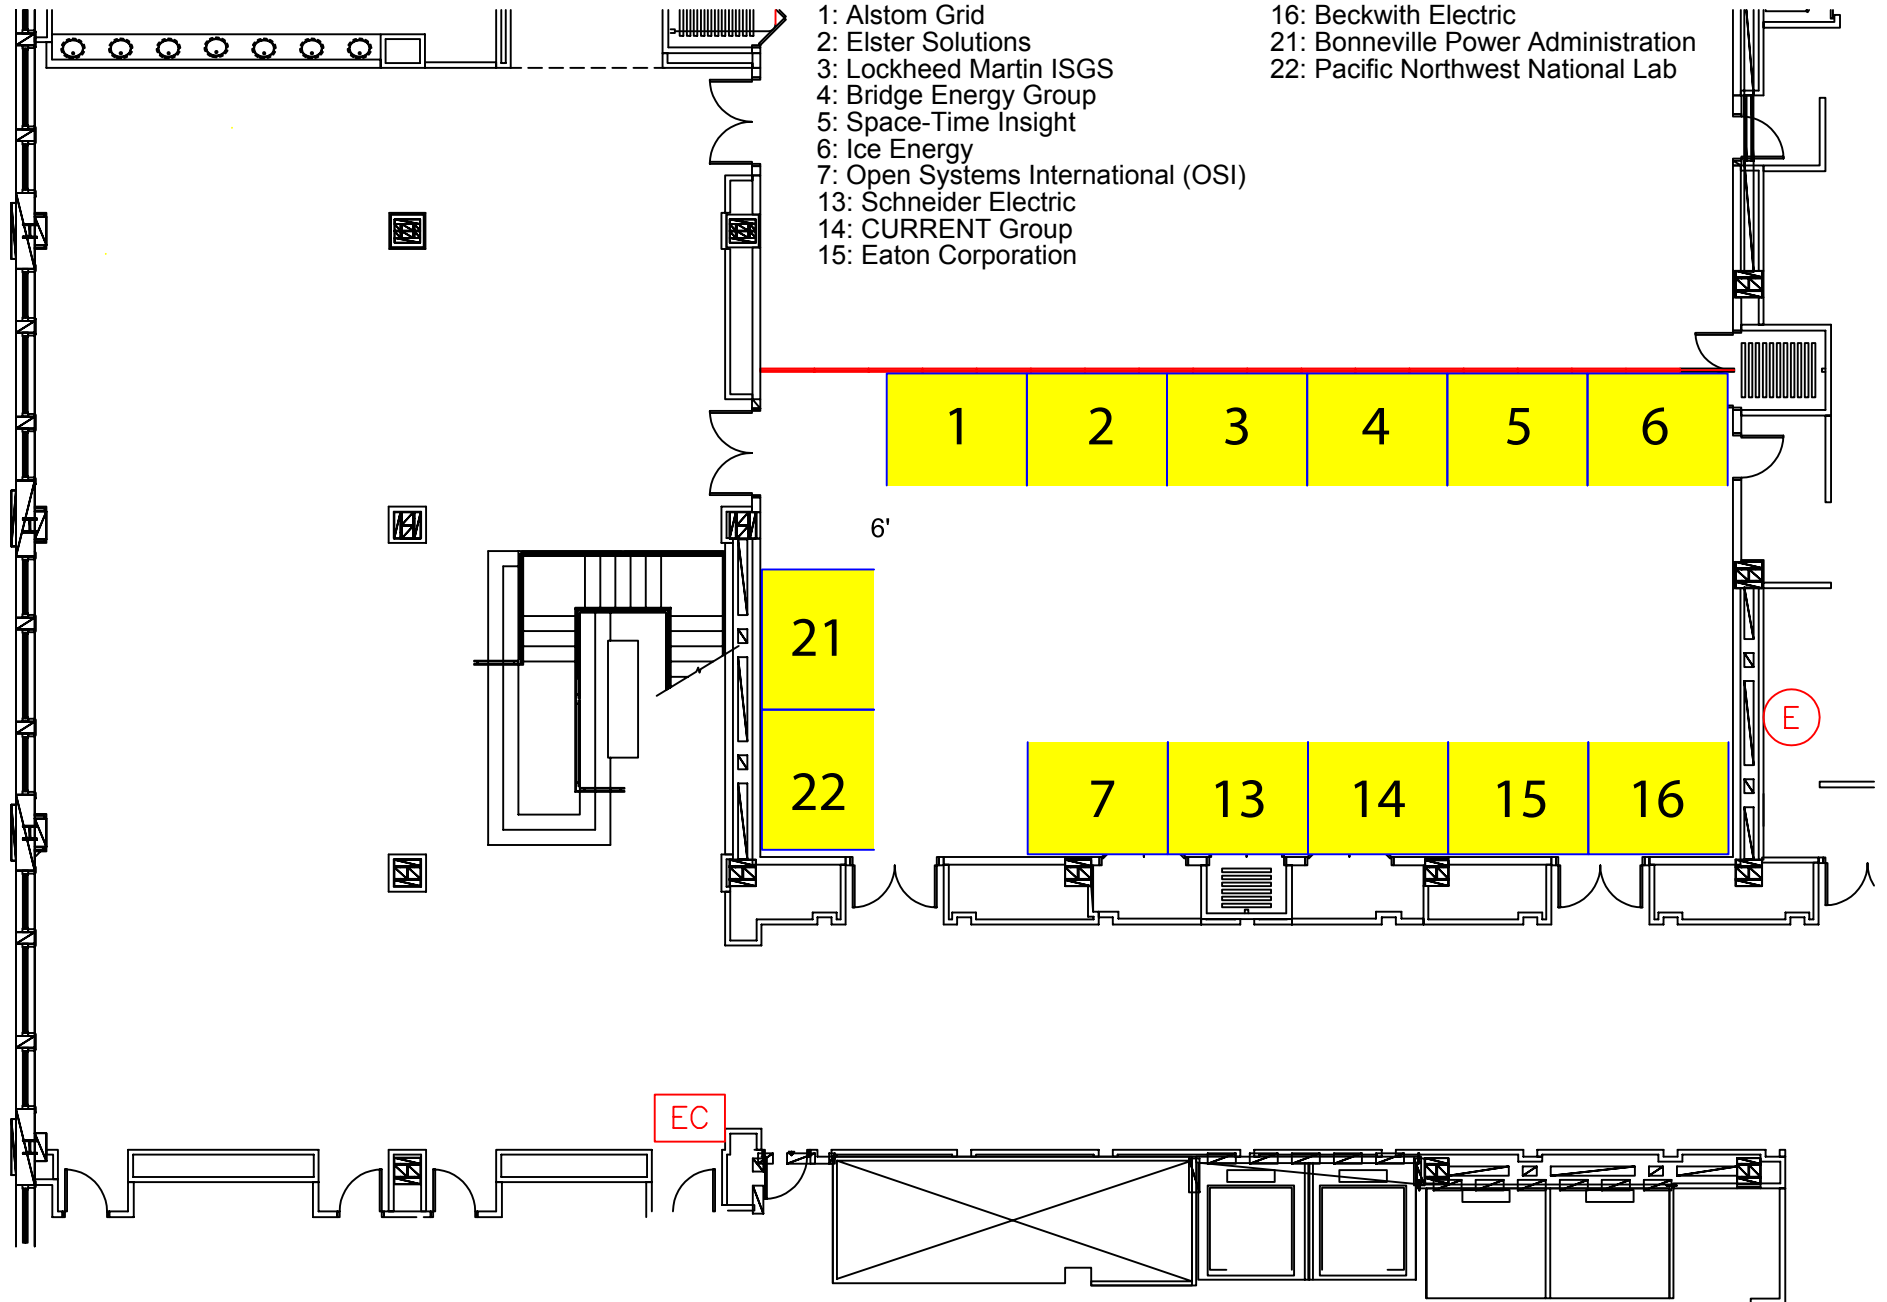 1: Alstom Grid
2: Elster Solutions
3: Lockheed Martin ISGS
4: Bridge Energy Group
5: Space-Time Insight
6: Ice Energy
7: Open Systems International (OSI)
13: Schneider Electric
14: CURRENT Group
15: Eaton Corporation
16: Beckwith Electric
21: Bonneville Power Administration
22: Pacific Northwest National Lab
1 2 3 4 5 6
6'
21
E
22
7 13 14 15 16
EC